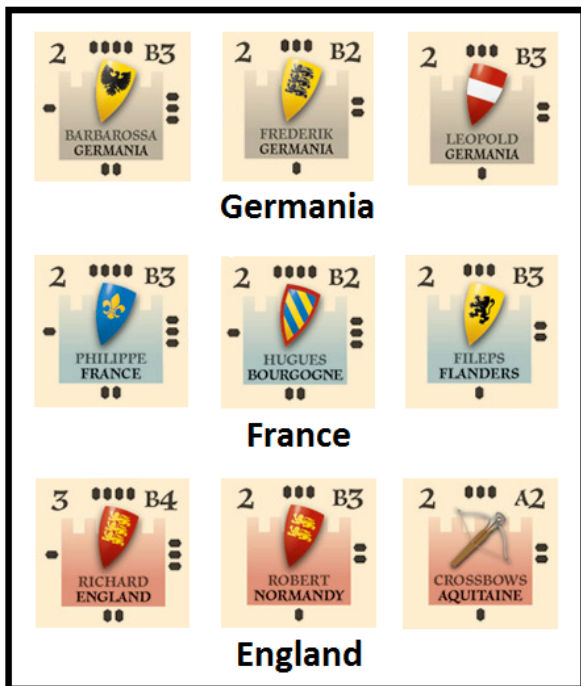 2 B3 2 B2 2 B3
BARBAROSSA FREDERIK LEOPOLD
GERMANIA GERMANIA GERMANIA
Germania
2 B3 2 B2 2 B3
PHILIPPE HUGUES FILEPS
FRANCE BOURGOGNE FLANDERS
France
3 B4 2 B3 2 A2
RICHARD ROBERT CROSSBOWS
ENGLAND NORMANDY AQUITAINE
England